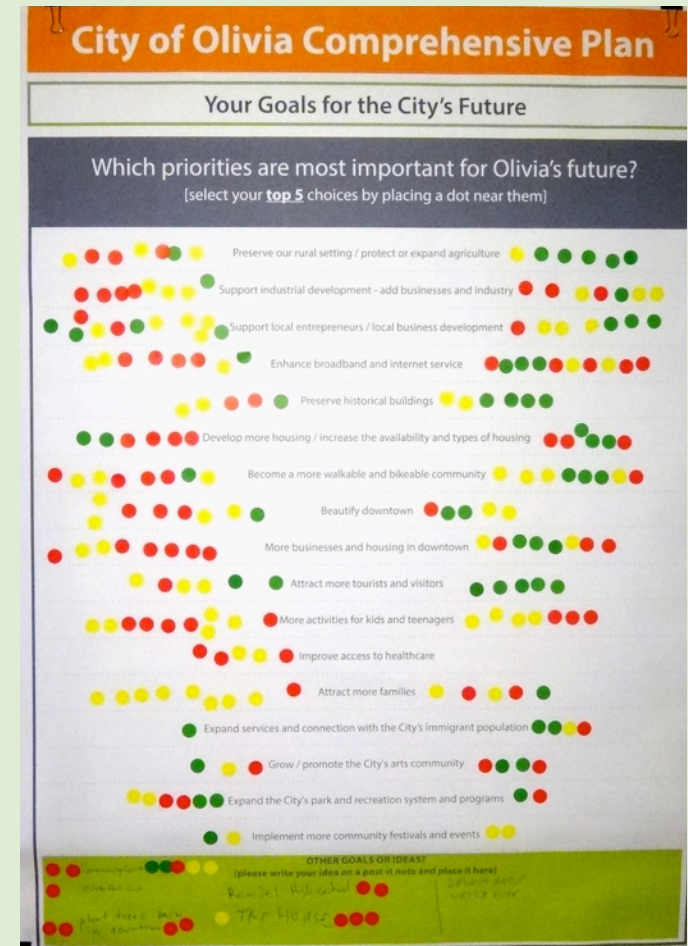 City of Olivia Comprehensive Plan
Your Goals for the City's Future
Which priorities are most important for Olivia's future?
[select your top 5 choices by placing a dot near them]
Preserve our rural setting / protect or expand agriculture
Support industrial development - add businesses and industry
Support local entrepreneurs / local business development
Enhance broadband and internet service
Preserve historical buildings
Develop more housing / increase the availability and types of housing
Become a more walkable and bikeable community
Beautify downtown
More businesses and housing in downtown
Attract more tourists and visitors
More activities for kids and teenagers
Improve access to healthcare
Attract more families
Expand services and connection with the City's immigrant population
Grow / promote the City's arts community
Expand the City's park and recreation system and programs
Implement more community festivals and events
OTHER GOALS OR IDEAS?
(please write your idea on a post-it note and place it here)
Remodel High school
plant trees back
in downtown
THE HOUSE